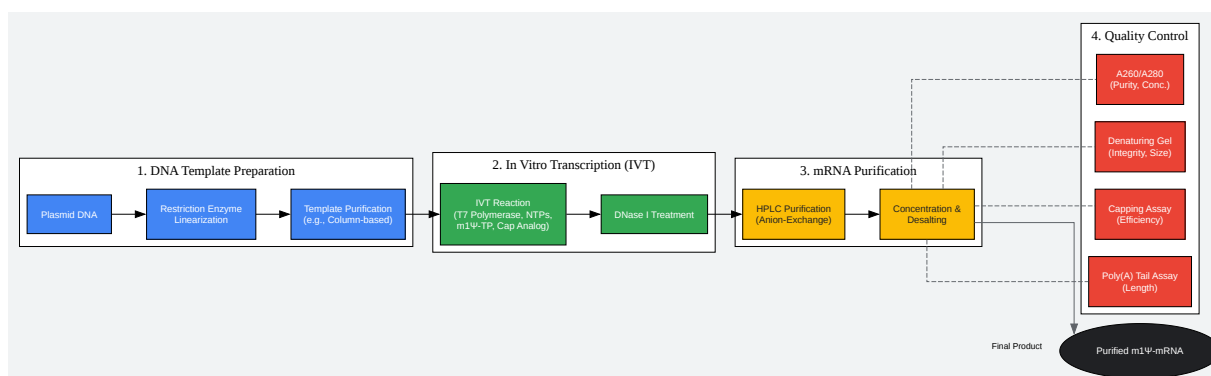 1. DNA Template Preparation
Plasmid DNA
Restriction Enzyme
Linearization
Template Purification
(e.g., Column-based)
2. In Vitro Transcription (IVT)
IVT Reaction
(T7 Polymerase, NTPs,
m1Ψ-TP, Cap Analog)
DNase I Treatment
3. mRNA Purification
HPLC Purification
(Anion-Exchange)
Concentration &
Desalting
4. Quality Control
A260/A280
(Purity, Conc.)
Denaturing Gel
(Integrity, Size)
Capping Assay
(Efficiency)
Poly(A) Tail Assay
(Length)
Final Product
Purified m1Ψ-mRNA